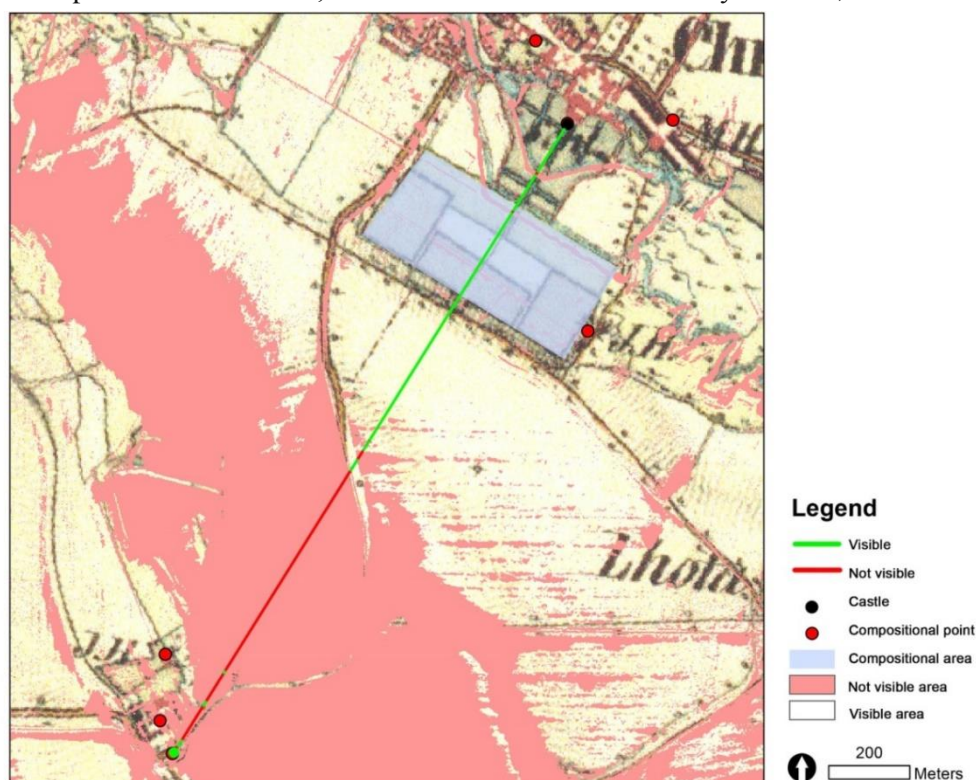 Chl
J.H.
Lhota
J.H.
Legend
Visible
Not visible
Castle
Compositional point
Compositional area
Not visible area
Visible area
200
Meters